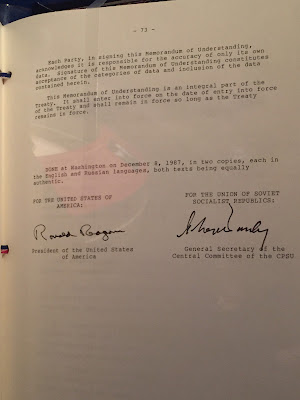 - 73 -
Each Party, in signing this Memorandum of Understanding,
acknowledges it is responsible for the accuracy of only its own
data. Signature of this Memorandum of Understanding constitutes
acceptance of the categories of data and inclusion of the data
contained herein.
This Memorandum of Understanding is an integral part of the
Treaty. It shall enter into force on the date of entry into force
of the Treaty and shall remain in force so long as the Treaty
remains in force.
DONE at Washington on December 8, 1987, in two copies, each in
the English and Russian languages, both texts being equally
authentic.
FOR THE UNITED STATES OF
AMERICA:
Ronald Reagan
President of the United States
of America
FOR THE UNION OF SOVIET
SOCIALIST REPUBLICS:
General Secretary of the
Central Committee of the CPSU